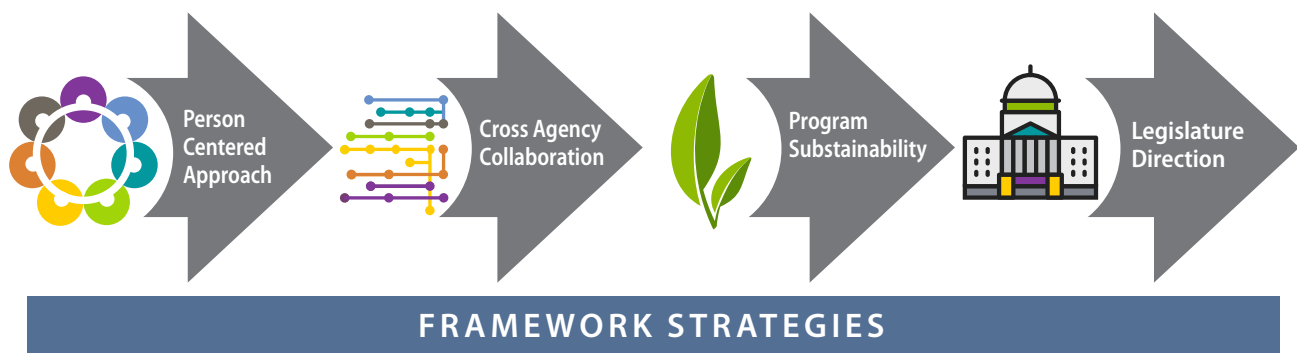 Person
Centered
Approach
Cross Agency
Collaboration
Program
Substainability
Legislature
Direction
FRAMEWORK STRATEGIES